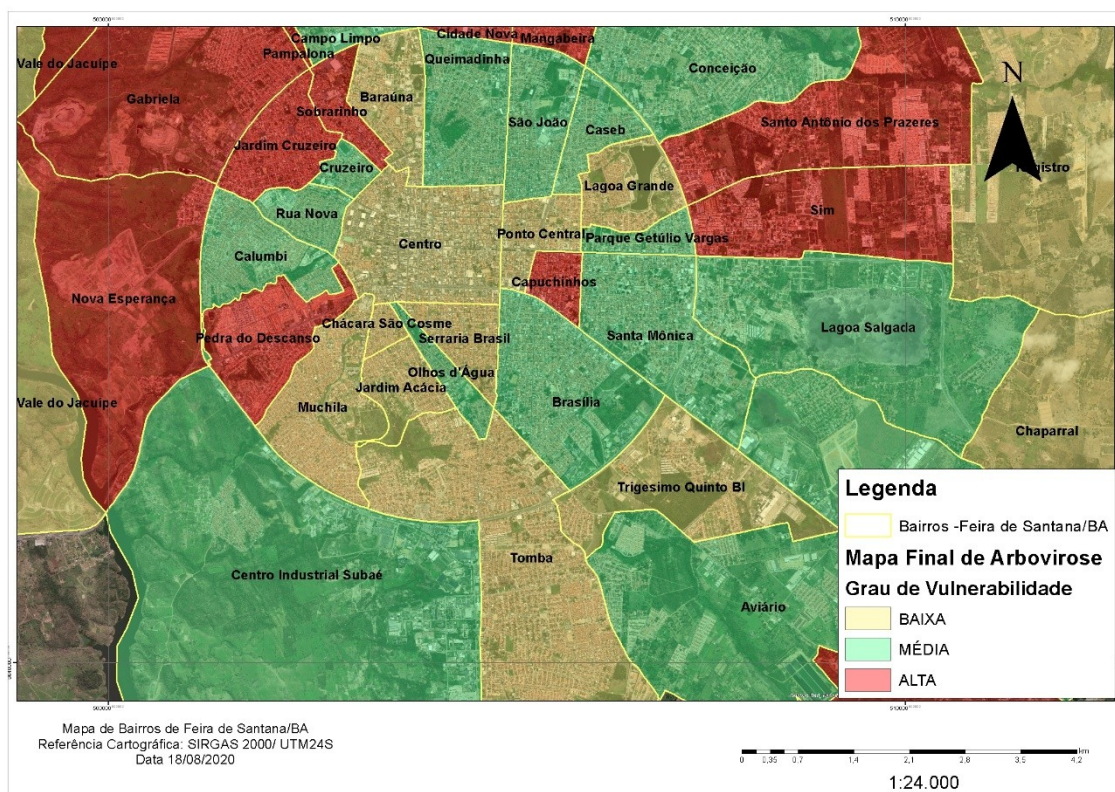 Campo Limpo
Cidade Nova
Mangabeira
Vale do Jacuípe
Pampalona
Queimadinha
Conceição
Gabriela
Baraúna
Sobrarinho
São João
Caseb
Santo Antônio dos Prazeres
N
Jardim Cruzeiro
Cruzeiro
Lagoa Grande
Rua Nova
Sim
Centro
Ponto Central
Parque Getúlio Vargas
Calumbi
Capuchinhos
Nova Esperança
Chácara São Cosme
Lagoa Salgada
Pedra do Descanso
Serraria Brasil
Santa Mônica
Olhos d'Água
Jardim Acácia
Vale do Jacuípe
Muchila
Brasília
Chaparral
Trigesimo Quinto BI
Tomba
Centro Industrial Subaé
Aviário
Legenda
Bairros -Feira de Santana/BA
Mapa Final de Arbovirose
Grau de Vulnerabilidade
BAIXA
MÉDIA
ALTA
Mapa de Bairros de Feira de Santana/BA
Referência Cartográfica: SIRGAS 2000/ UTM24S
Data 18/08/2020
km
0 0,35 0,7 1,4 2,1 2,8 3,5 4,2
1:24.000